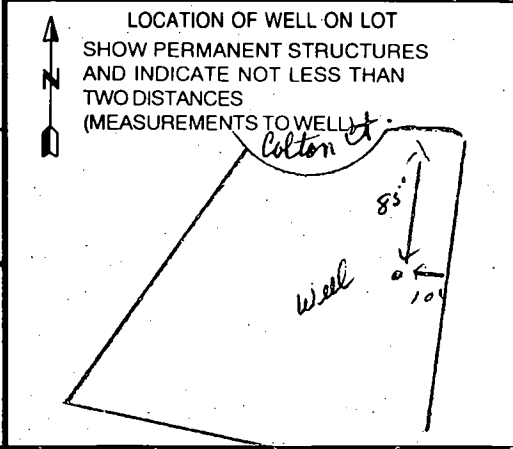 LOCATION OF WELL ON LOT
SHOW PERMANENT STRUCTURES
N AND INDICATE NOT LESS THAN
TWO DISTANCES
(MEASUREMENTS TO WELL)
Colton Ct.
85'
Well
10'